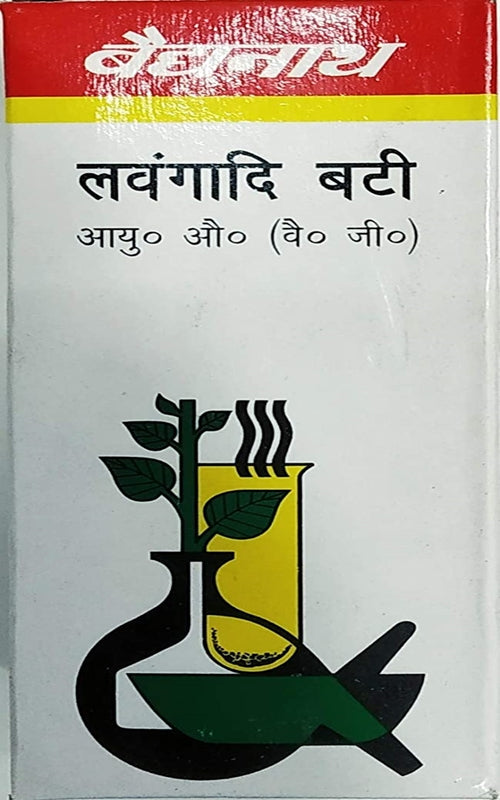 बैद्यनाथ
लवंगादि बटी
आयु० औ० (वै० जी०)